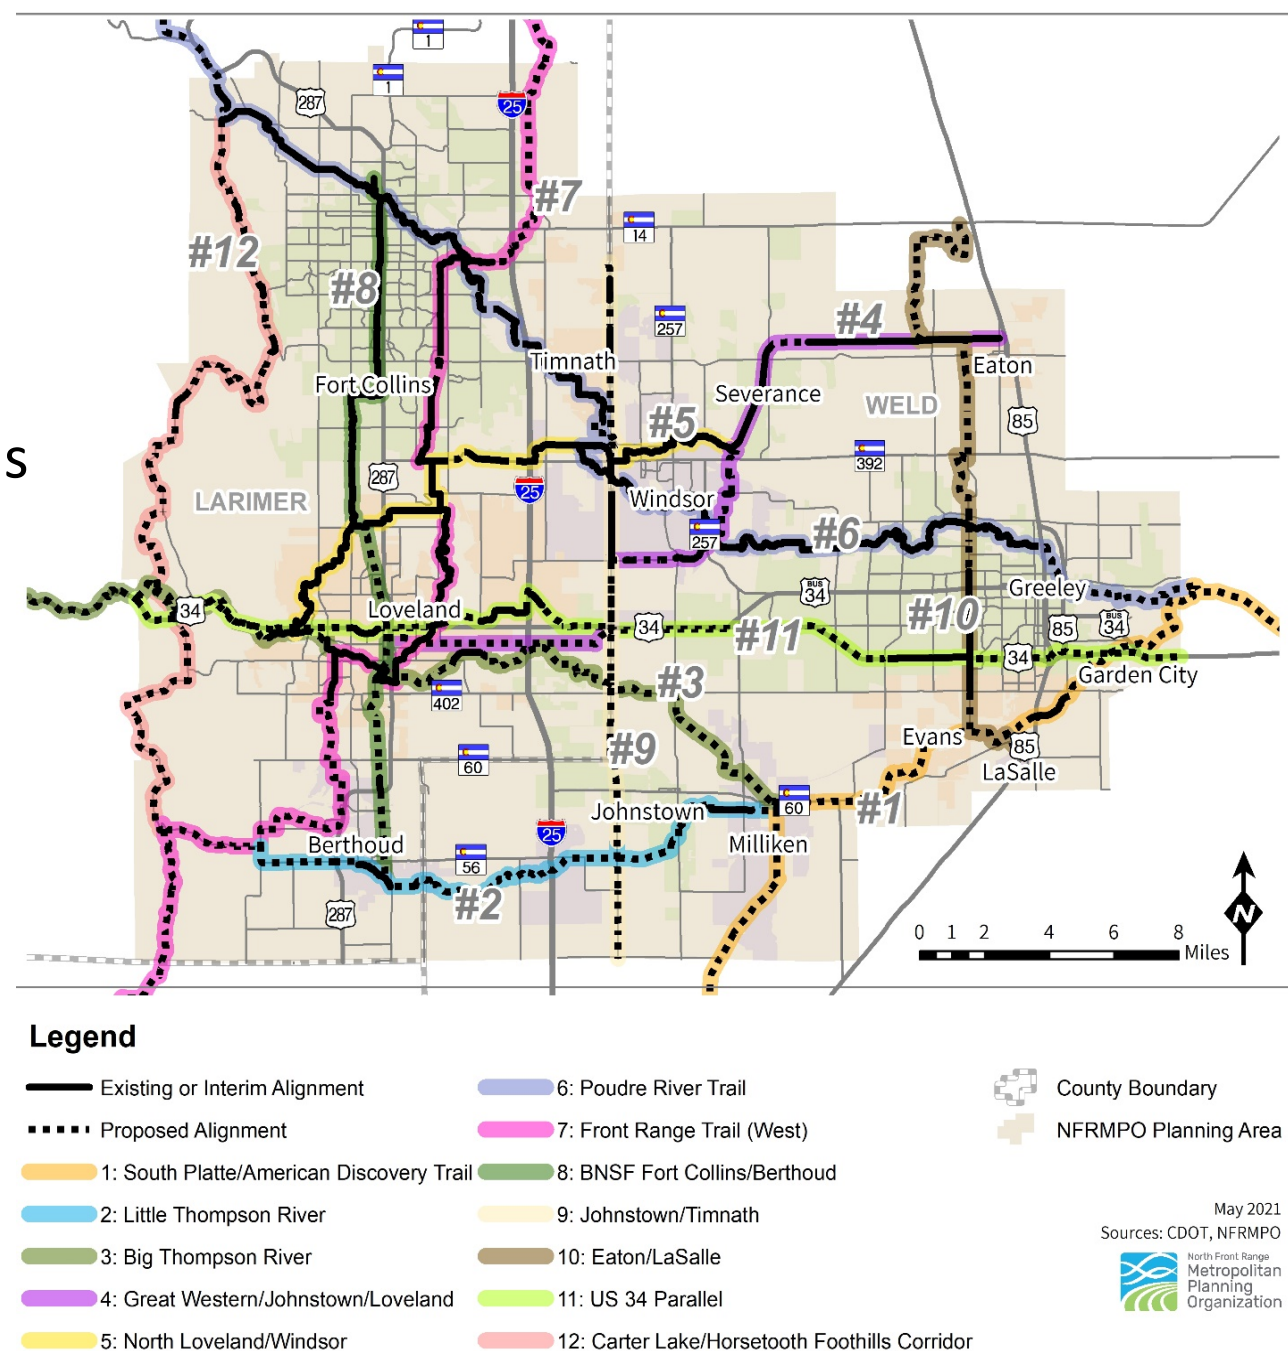 1
1
287
25
#7
14
#12
#8
257
#4
Timnath
Eaton
Fort Collins
Severance
WELD
85
#5
392
S
287
25
LARIMER
Windsor
257
#6
BUS
34
Greeley
34
Loveland
#10
BUS
34
34
#11
85
34
Garden City
402
#3
Evans
85
#9
60
LaSalle
60
#1
Johnstown
25
Milliken
Berthoud
56
#2
287
N
0 1 2 4 6 8
Miles
Legend
Existing or Interim Alignment
Proposed Alignment
1: South Platte/American Discovery Trail
2: Little Thompson River
3: Big Thompson River
4: Great Western/Johnstown/Loveland
5: North Loveland/Windsor
6: Poudre River Trail
7: Front Range Trail (West)
8: BNSF Fort Collins/Berthoud
9: Johnstown/Timnath
10: Eaton/LaSalle
11: US 34 Parallel
12: Carter Lake/Horsetooth Foothills Corridor
County Boundary
NFRMPO Planning Area
May 2021
Sources: CDOT, NFRMPO
North Front Range
Metropolitan
Planning
Organization